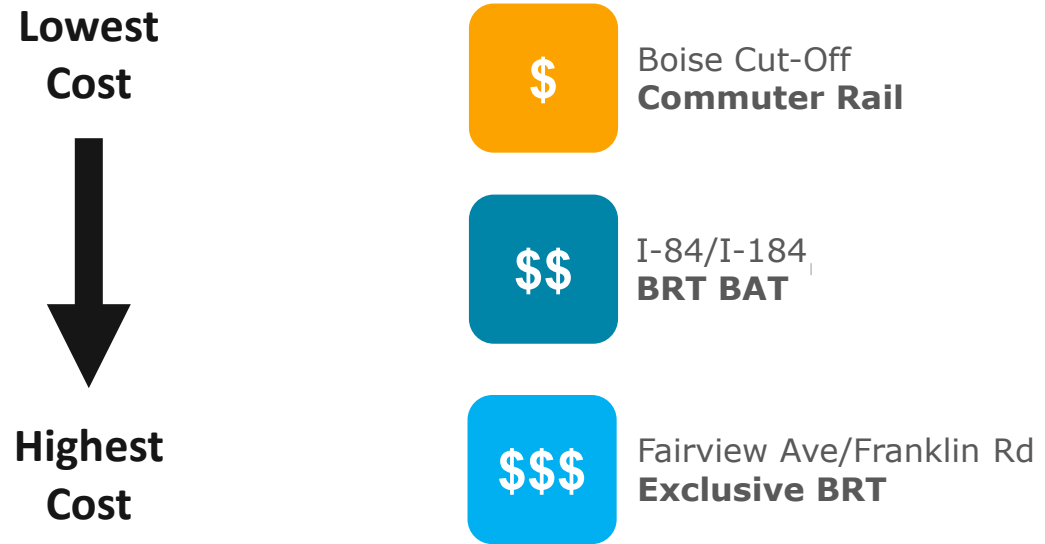 Lowest
Cost
$
Boise Cut-Off
Commuter Rail
$$
I-84/I-184
BRT BAT
Highest
Cost
$$$
Fairview Ave/Franklin Rd
Exclusive BRT